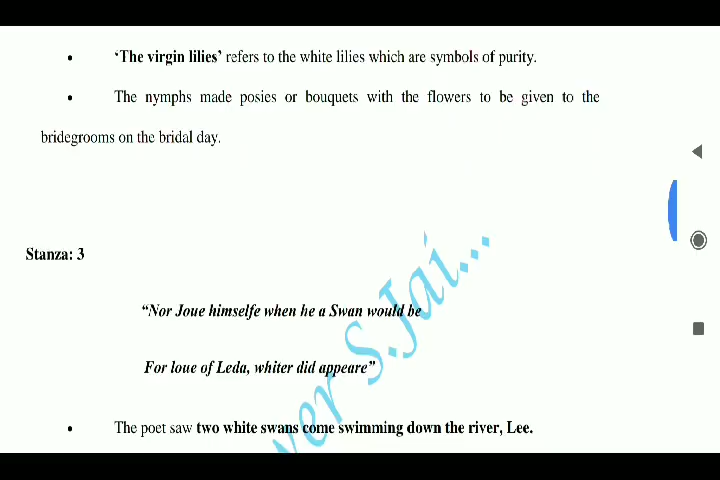 • 'The virgin lilies' refers to the white lilies which are symbols of purity.
• The nymphs made posies or bouquets with the flowers to be given to the
bridegrooms on the bridal day.
Stanza: 3
“Nor Joue himselfe when he a Swan would be
For loue of Leda, whiter did appeare”
• The poet saw two white swans come swimming down the river, Lee.
ver S.Jai...